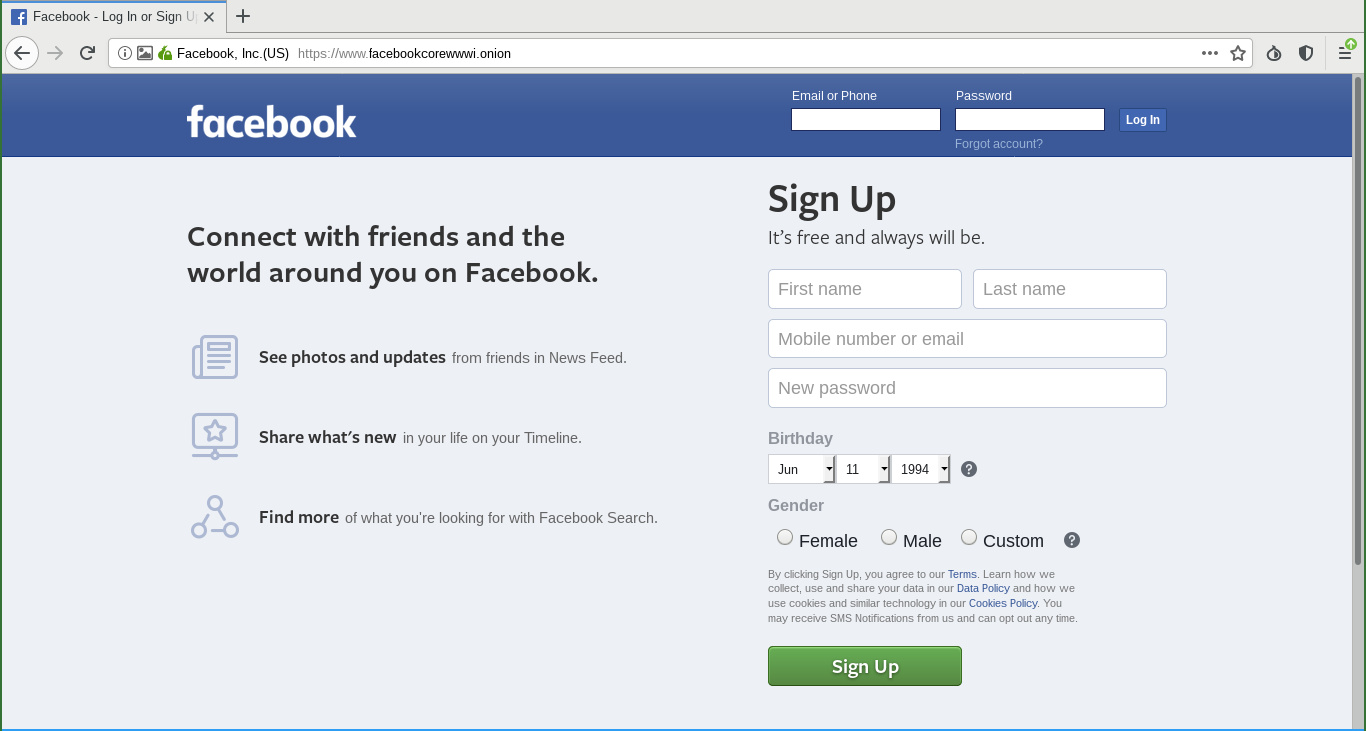 Facebook - Log In or Sign U
Facebook, Inc.(US) https://www.facebookcorewwwi.onion
facebook
Email or Phone
Password
Log In
Forgot account?
Connect with friends and the
world around you on Facebook.
See photos and updates from friends in News Feed.
Share what's new in your life on your Timeline.
Find more of what you're looking for with Facebook Search.
Sign Up
It's free and always will be.
First name
Last name
Mobile number or email
New password
Birthday
Jun 11 1994
Gender
Female Male Custom
By clicking Sign Up, you agree to our Terms. Learn how we
collect, use and share your data in our Data Policy and how we
use cookies and similar technology in our Cookies Policy. You
may receive SMS Notifications from us and can opt out any time.
Sign Up